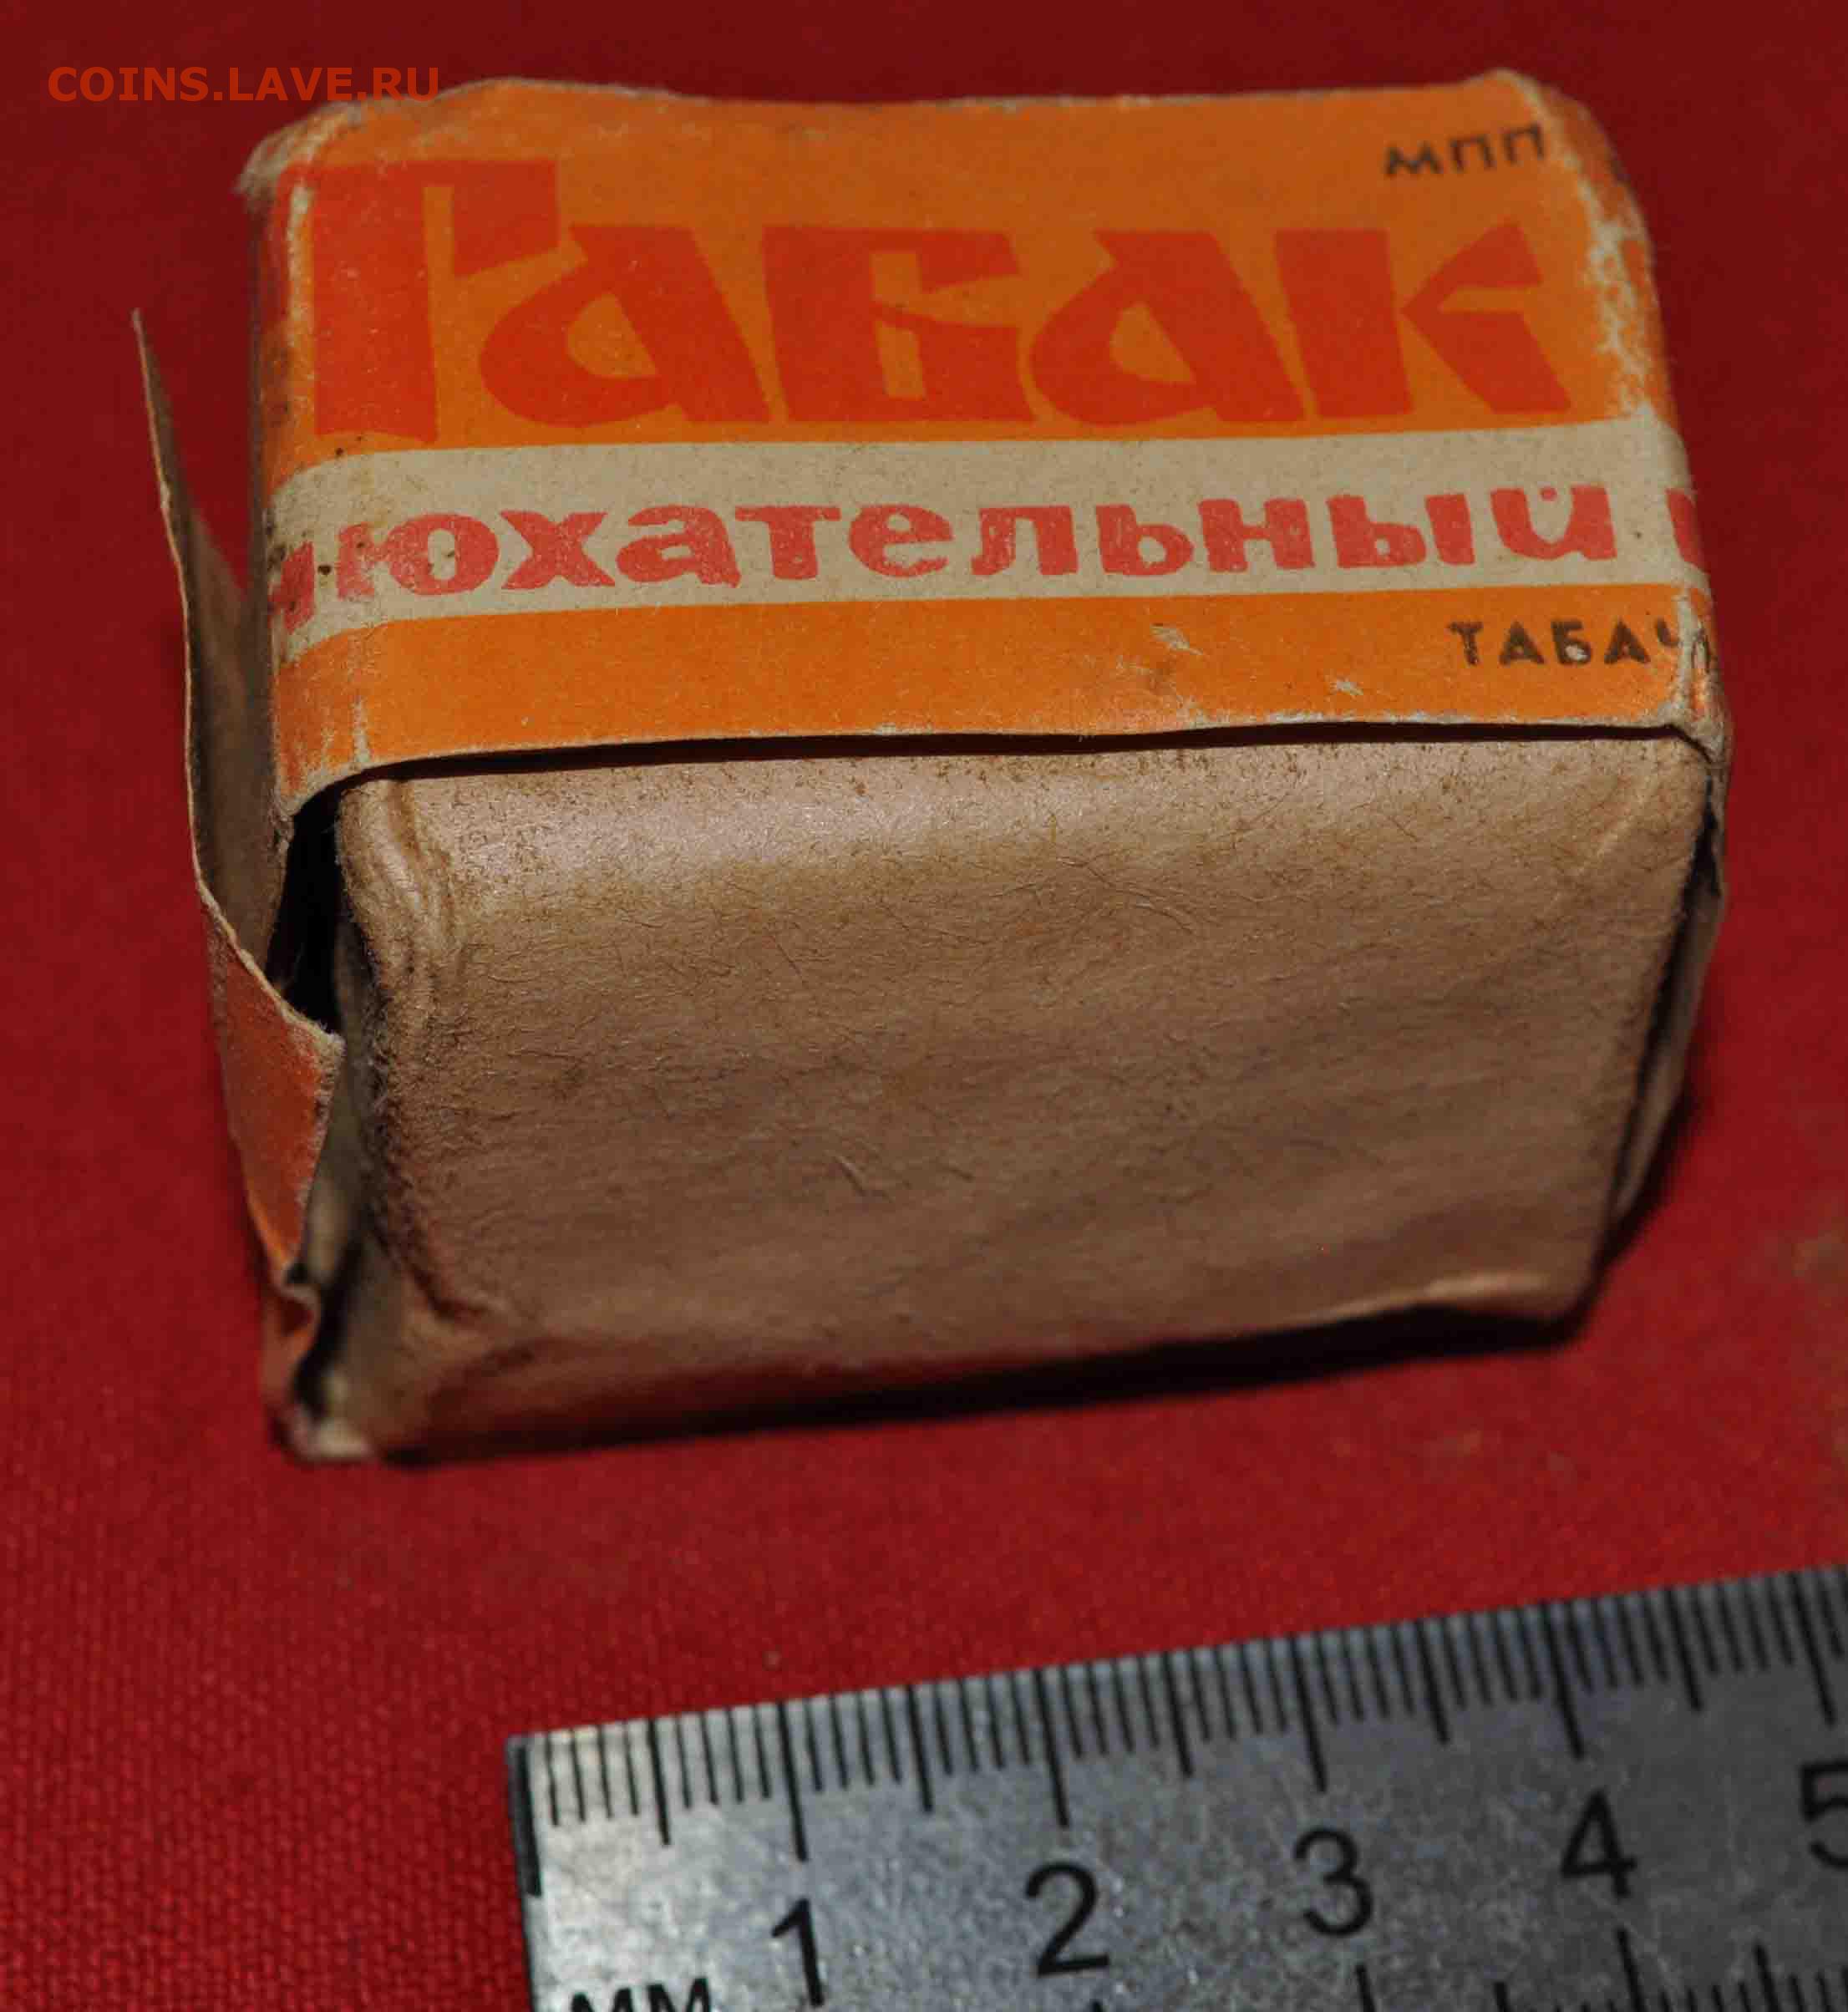 COINS.LAVE.RU
МПП
Табак
нюхательный
ТАБАЧ
1 2 3 4 5
мм